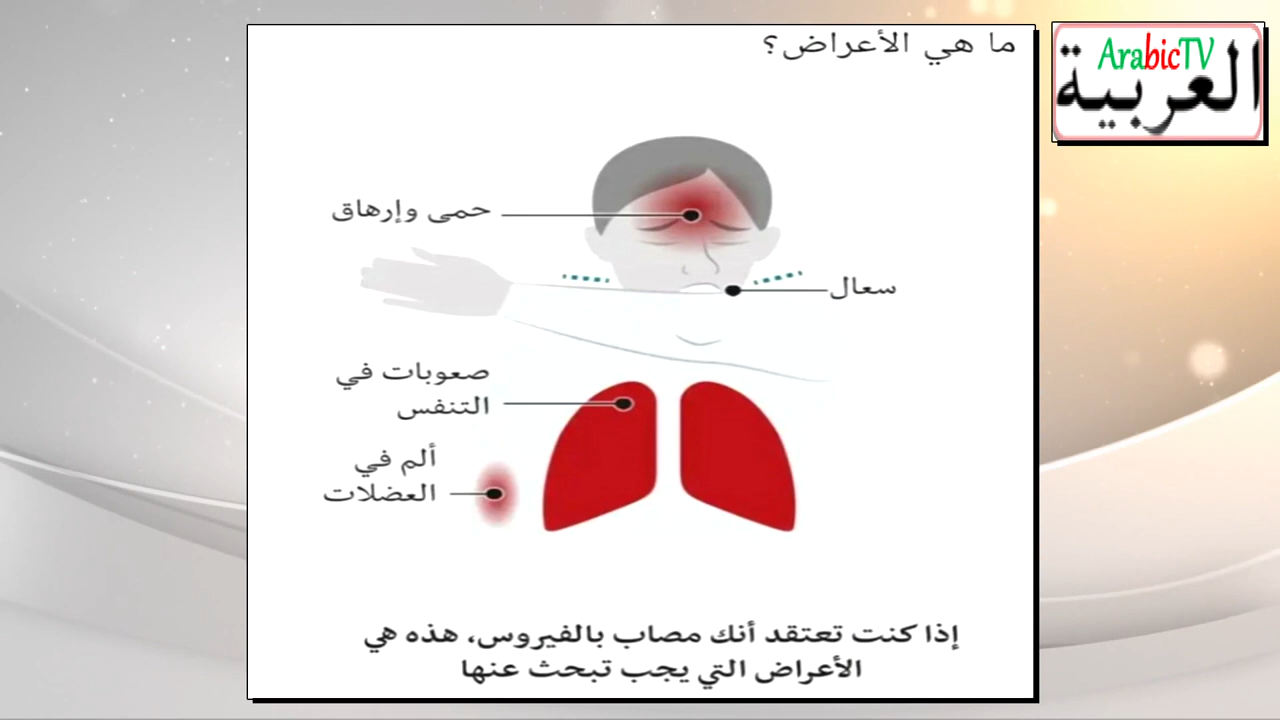 ما هي الأعراض؟
ArabicTV
العربية
حمى وإرهاق
سعال
صعوبات في
التنفس
ألم في
العضلات
إذا كنت تعتقد أنك مصاب بالفيروس، هذه هي
الأعراض التي يجب تبحث عنها